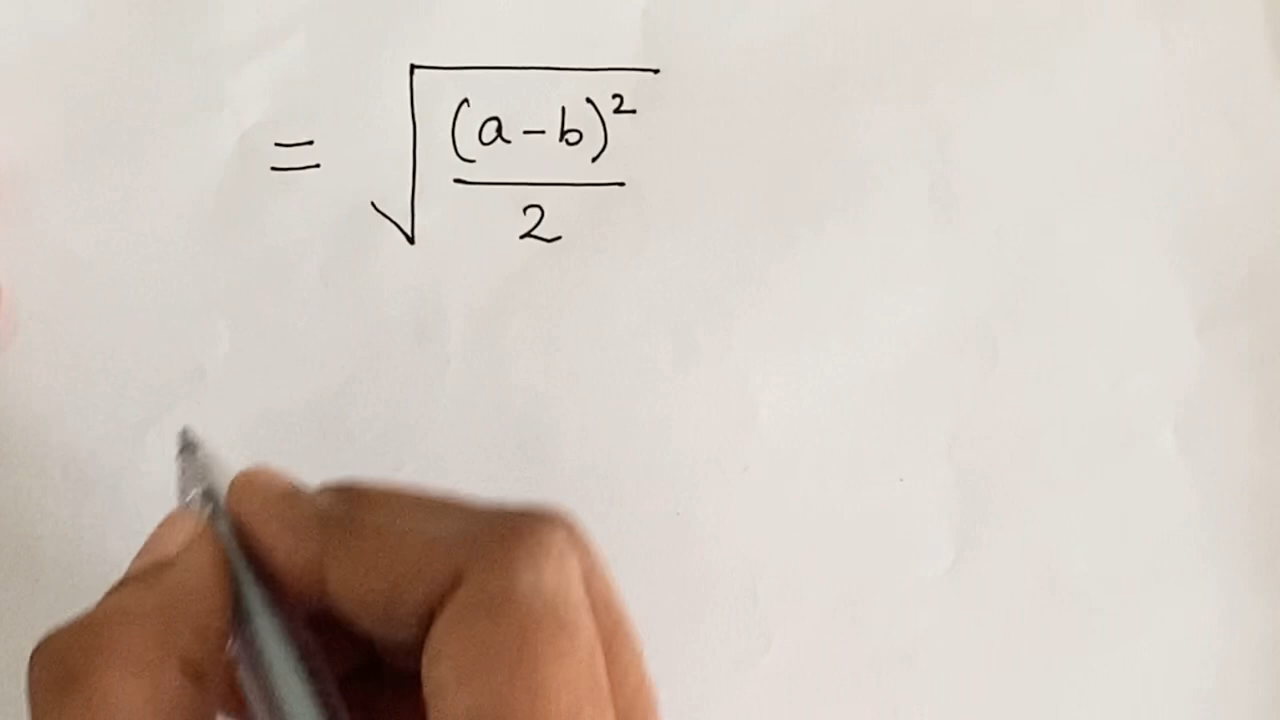 = √((a-b)²/2)